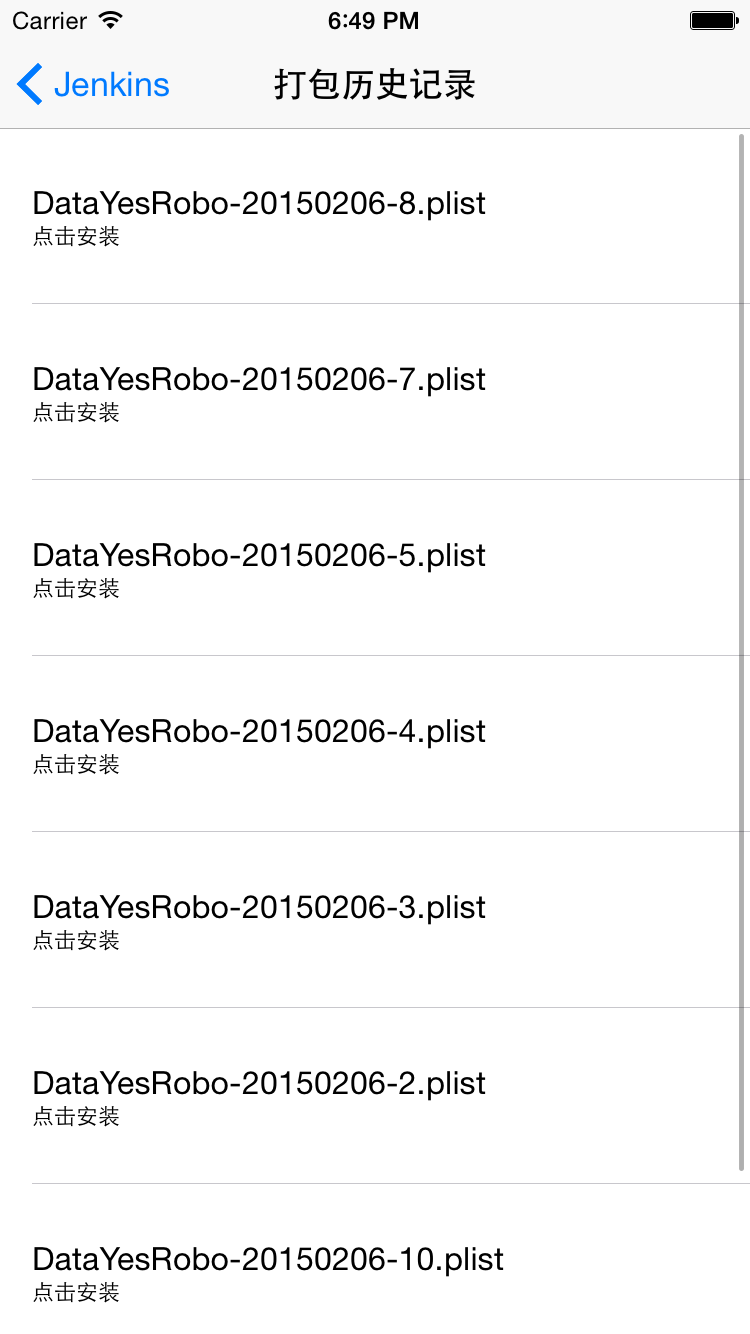 Carrier 6:49 PM
Jenkins 打包历史记录
DataYesRobo-20150206-8.plist
点击安装
DataYesRobo-20150206-7.plist
点击安装
DataYesRobo-20150206-5.plist
点击安装
DataYesRobo-20150206-4.plist
点击安装
DataYesRobo-20150206-3.plist
点击安装
DataYesRobo-20150206-2.plist
点击安装
DataYesRobo-20150206-10.plist
点击安装